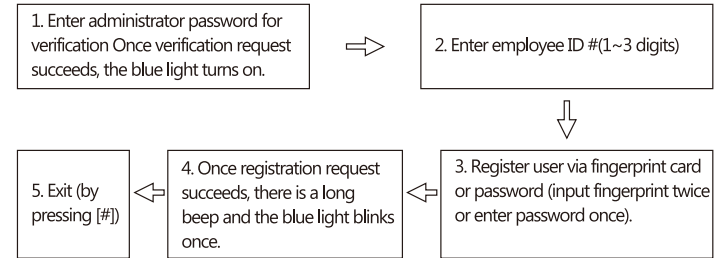 1. Enter administrator password for
verification Once verification request
succeeds, the blue light turns on.
2. Enter employee ID #(1~3 digits)
3. Register user via fingerprint card
or password (input fingerprint twice
or enter password once).
4. Once registration request
succeeds, there is a long
beep and the blue light blinks
once.
5. Exit (by
pressing [#])